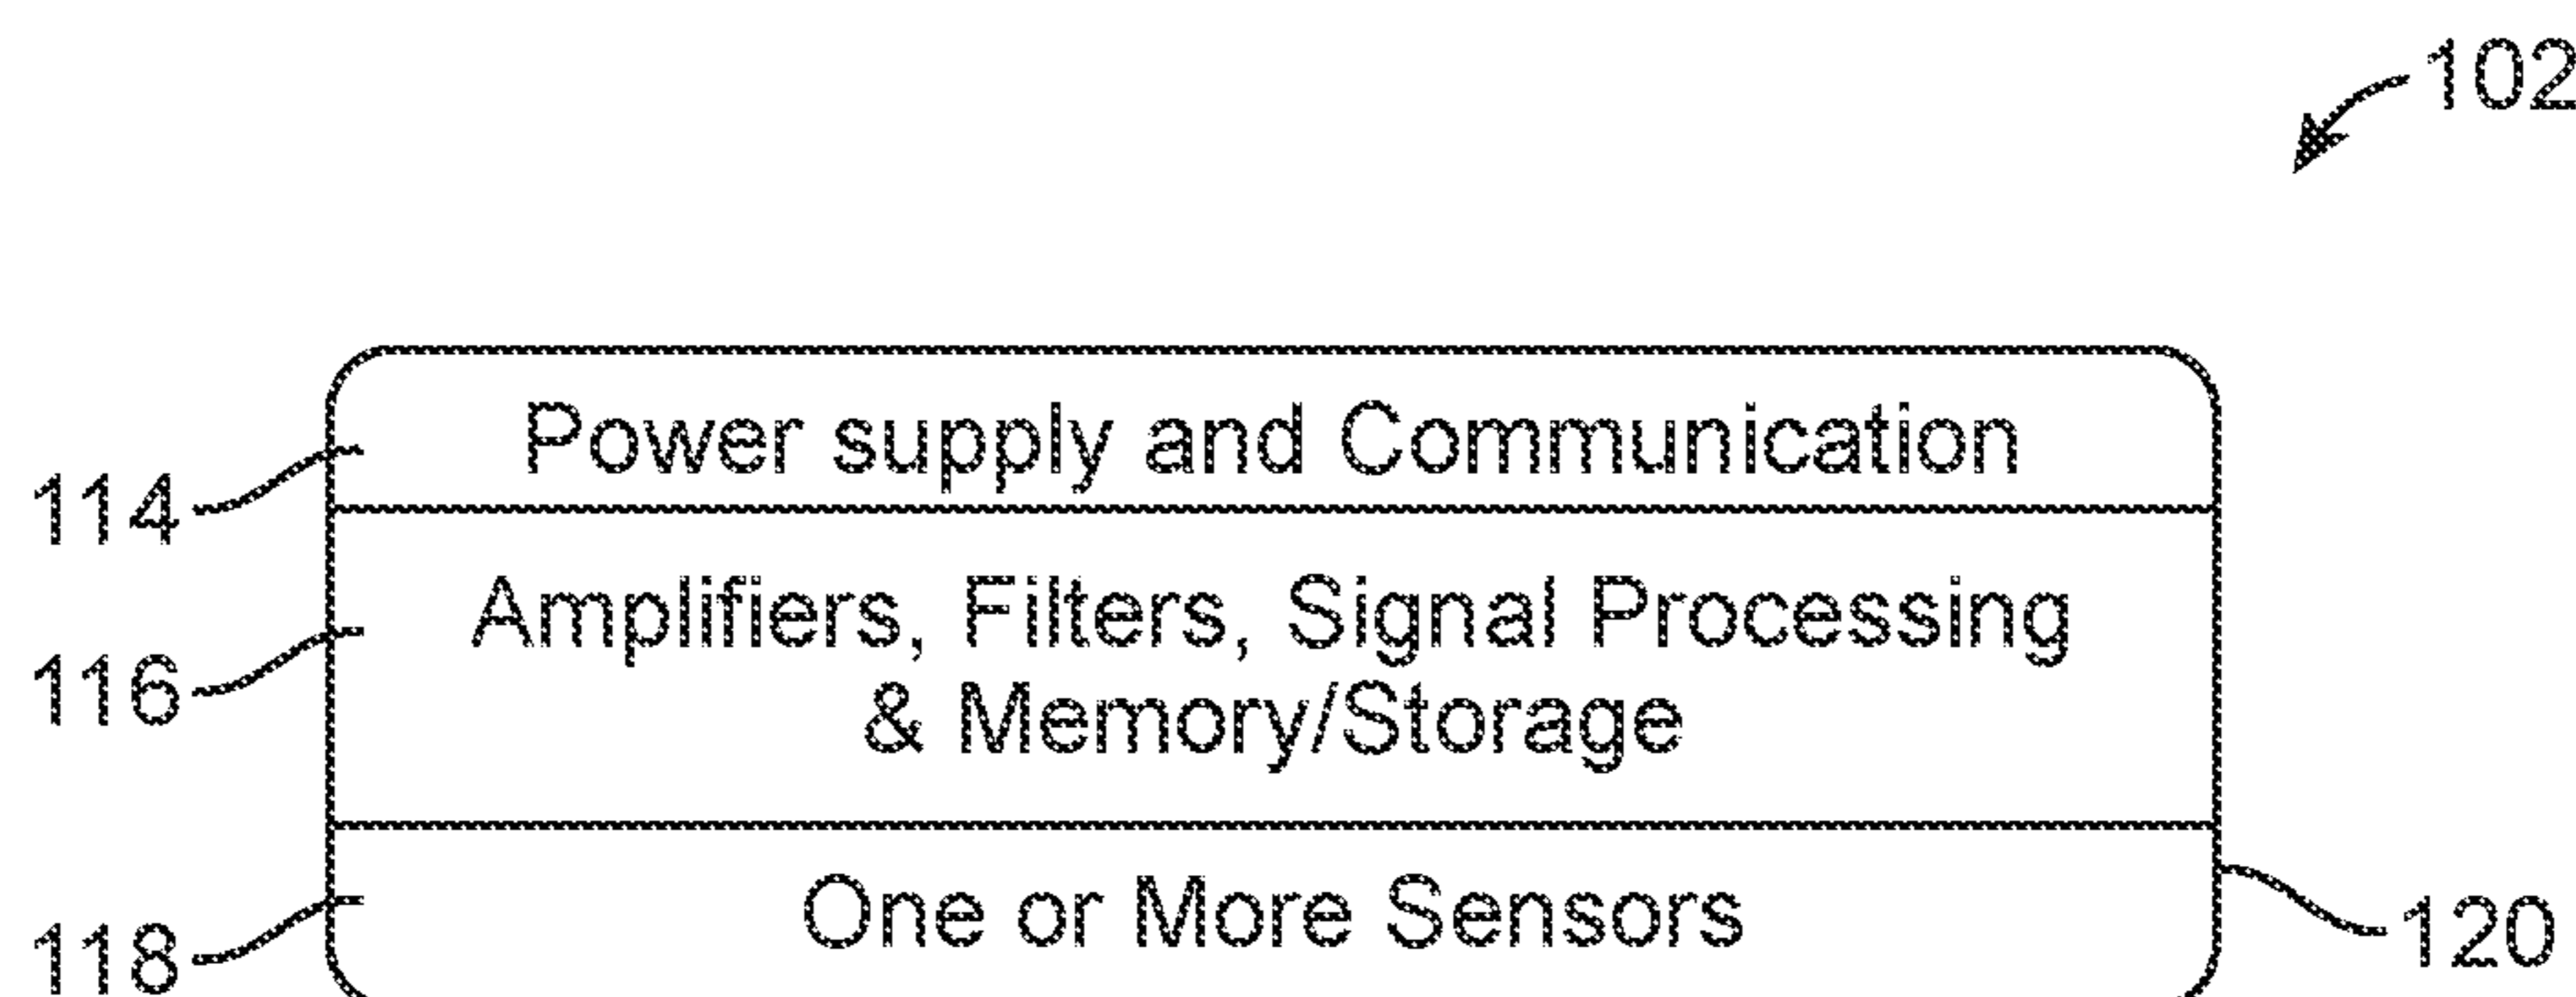 102
Power supply and Communication
114
Amplifiers, Filters, Signal Processing
& Memory/Storage
116
One or More Sensors
118
120